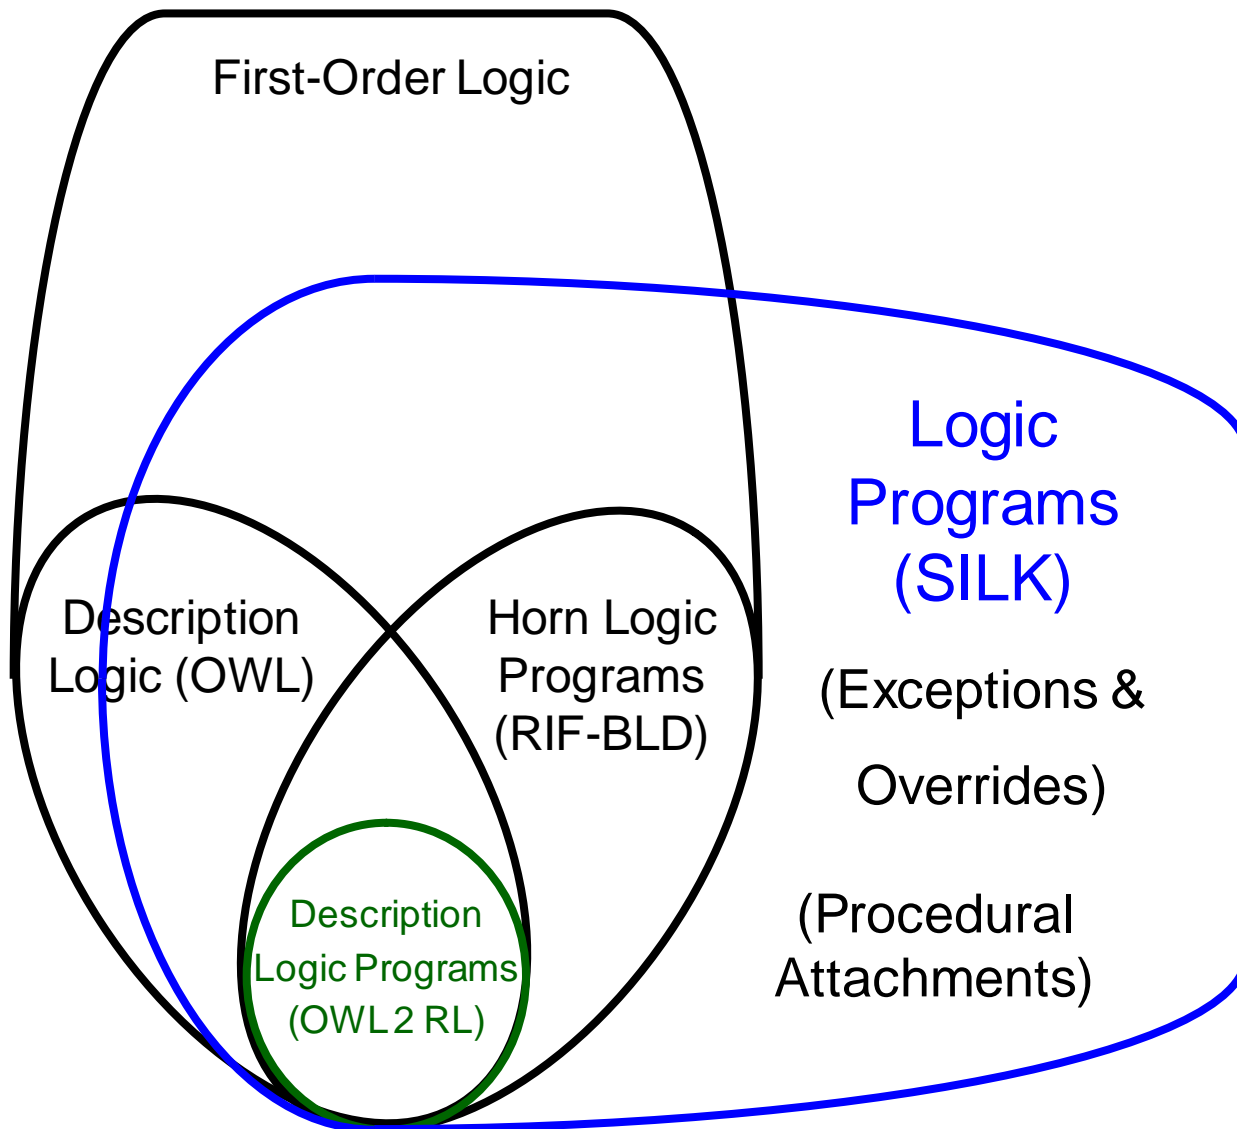 First-Order Logic
Logic
Programs
(SILK)
Description
Logic (OWL)
Horn Logic
Programs
(RIF-BLD)
(Exceptions &
Overrides)
Description
Logic Programs
(OWL 2 RL)
(Procedural
Attachments)